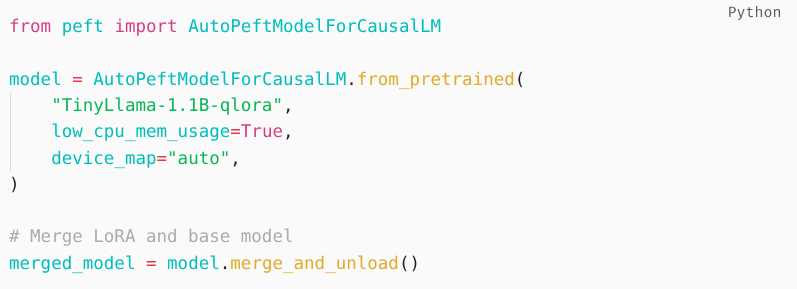 Python
from peft import AutoPeftModelForCausalLM

model = AutoPeftModelForCausalLM.from_pretrained(
    "TinyLlama-1.1B-qlora",
    low_cpu_mem_usage=True,
    device_map="auto",
)

# Merge LoRA and base model
merged_model = model.merge_and_unload()